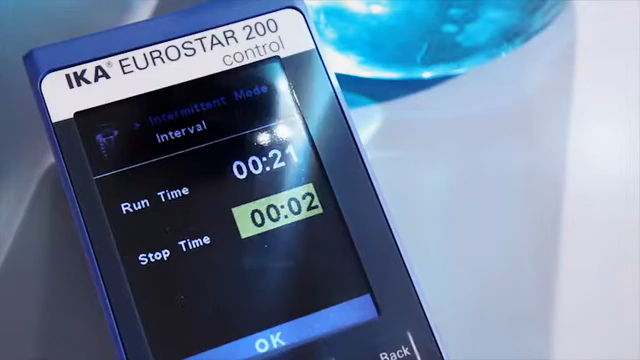 IKA® EUROSTAR 200
control
> Intermittent Mode
Interval
Run Time 00:21
Stop Time 00:02
OK
Back